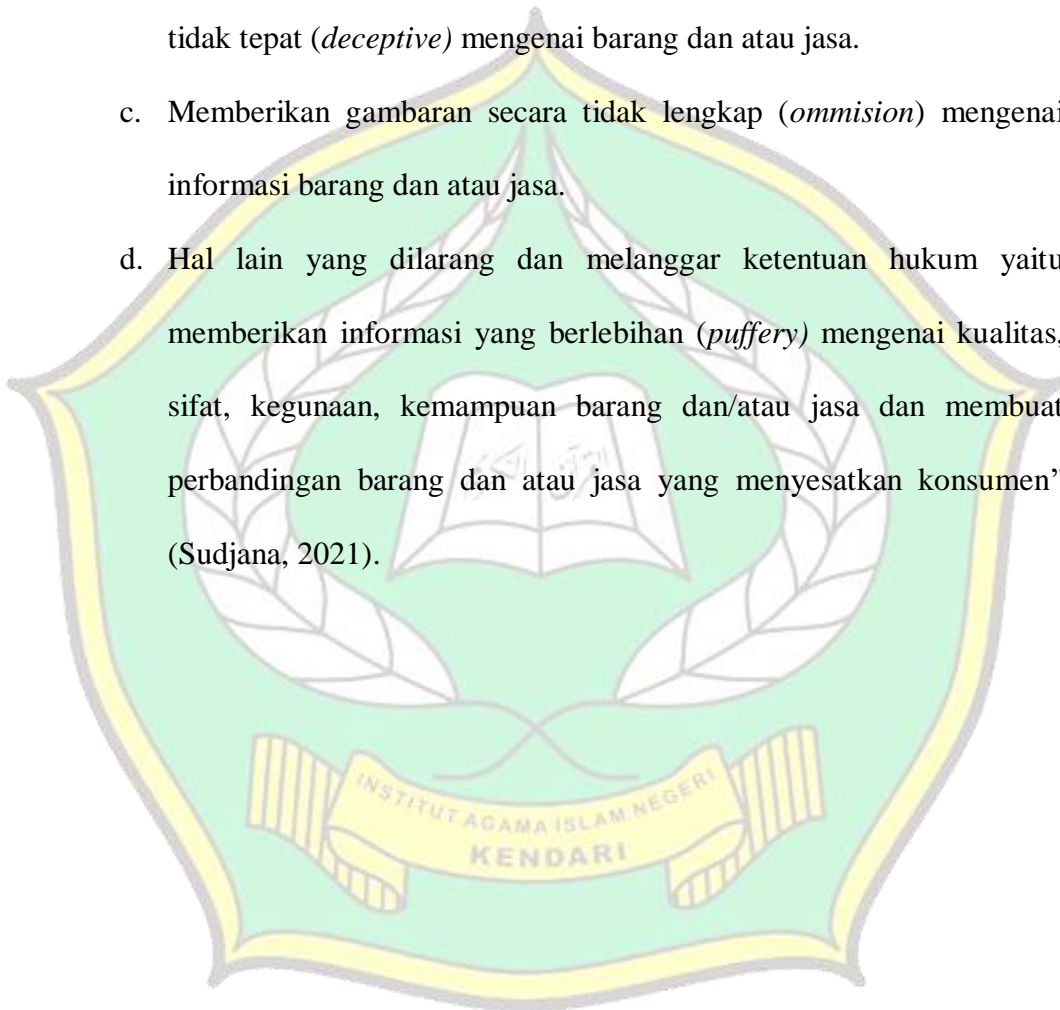 tidak tepat (deceptive) mengenai barang dan atau jasa.
c. Memberikan gambaran secara tidak lengkap (ommision) mengenai
informasi barang dan atau jasa.
d. Hal lain yang dilarang dan melanggar ketentuan hukum yaitu
memberikan informasi yang berlebihan (puffery) mengenai kualitas,
sifat, kegunaan, kemampuan barang dan/atau jasa dan membuat
perbandingan barang dan atau jasa yang menyesatkan konsumen”
(Sudjana, 2021).
INSTITUT AGAMA ISLAM NEGERI
KENDARI